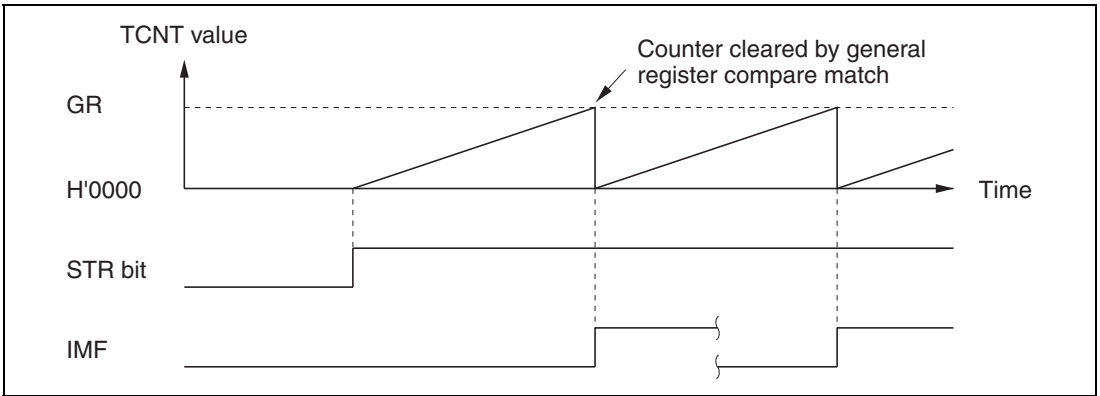 TCNT value
Counter cleared by general
register compare match
GR
H'0000
Time
STR bit
IMF